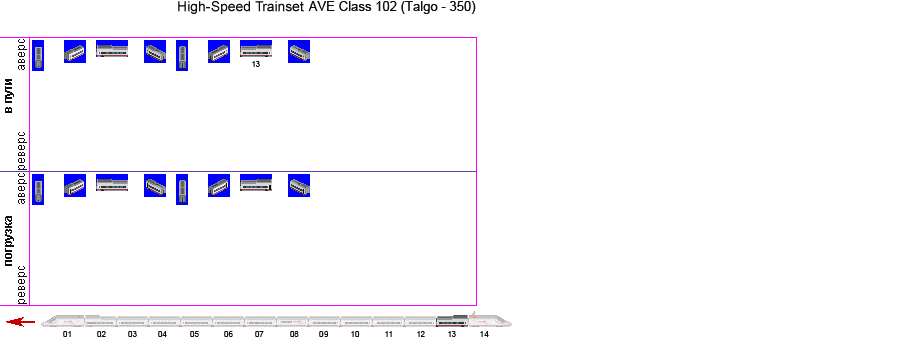 High-Speed Trainset AVE Class 102 (Talgo - 350)
аверс
в пути
13
реверс
аверс
погрузка
реверс
01 02 03 04 05 06 07 08 09 10 11 12 13 14